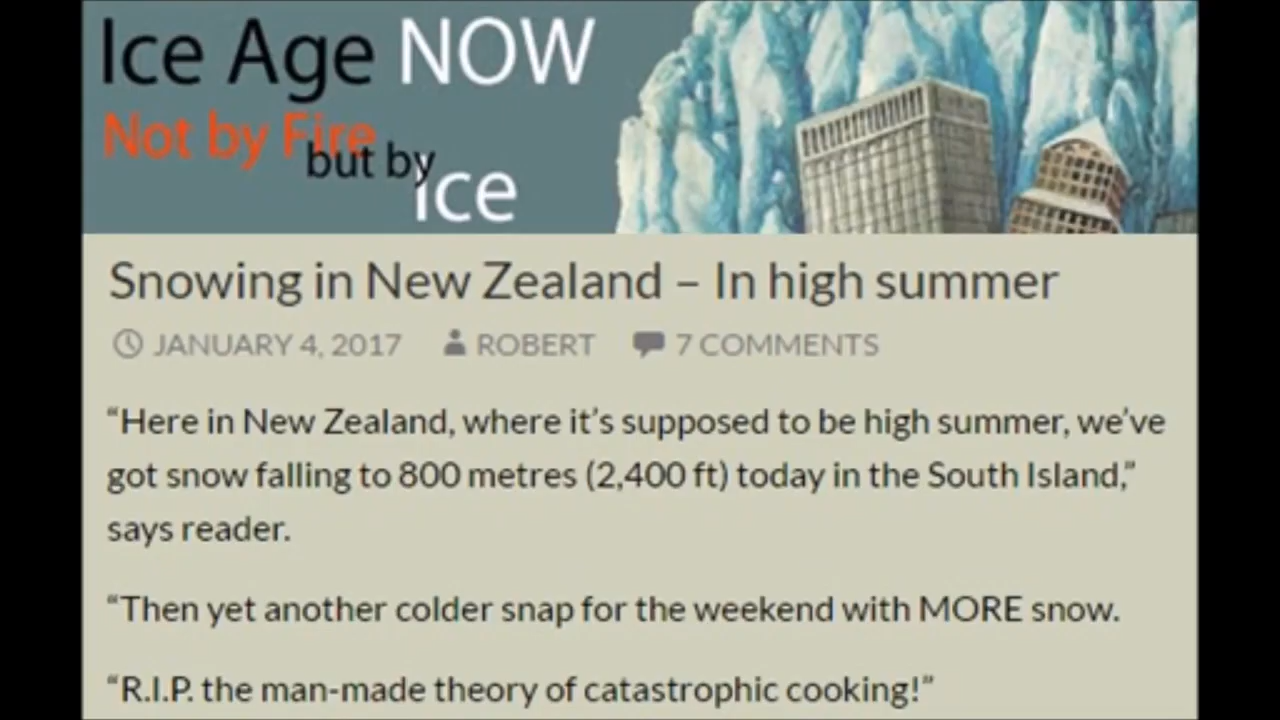 Ice Age NOW
Not by Fire
but by
ice
Snowing in New Zealand – In high summer
JANUARY 4, 2017 ROBERT 7 COMMENTS
“Here in New Zealand, where it’s supposed to be high summer, we’ve
got snow falling to 800 metres (2,400 ft) today in the South Island,”
says reader.
“Then yet another colder snap for the weekend with MORE snow.
“R.I.P. the man-made theory of catastrophic cooking!”